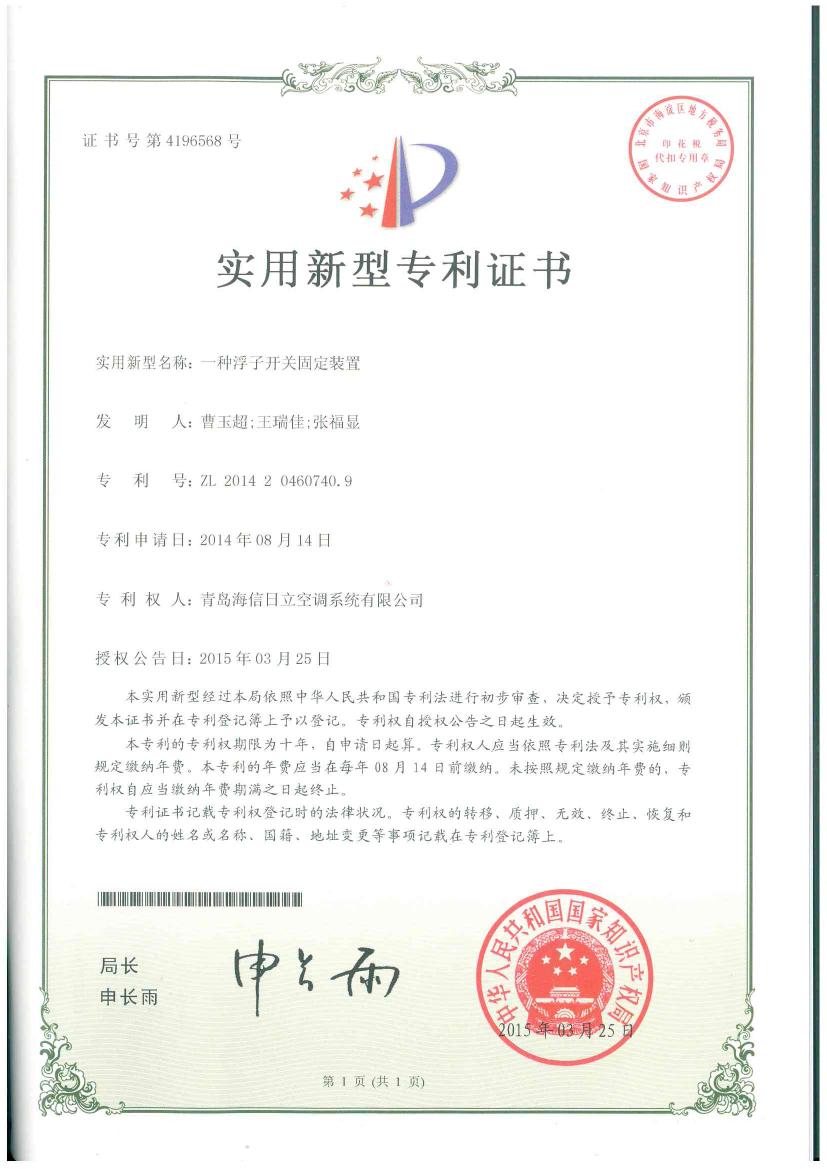 证书号第4196568号
北京市海淀区地方税务局
印花税
代扣专用章
国家知识产权局
实用新型专利证书
实用新型名称：一种浮子开关固定装置
发明人：曹玉超;王瑞佳;张福显
专利号：ZL 2014 2 0460740.9
专利申请日：2014年08月14日
专利权人：青岛海信日立空调系统有限公司
授权公告日：2015年03月25日
本实用新型经过本局依照中华人民共和国专利法进行初步审查，决定授予专利权，颁
发本证书并在专利登记簿上予以登记。专利权自授权公告之日起生效。
本专利的专利权期限为十年，自申请日起算。专利权人应当依照专利法及其实施细则
规定缴纳年费。本专利的年费应当在每年08月14日前缴纳。未按照规定缴纳年费的，专
利权自应当缴纳年费期满之日起终止。
专利证书记载专利权登记时的法律状况。专利权的转移、质押、无效、终止、恢复和
专利权人的姓名或名称、国籍、地址变更等事项记载在专利登记簿上。
局长
申长雨
申长雨
中华人民共和国国家知识产权局
2015年03月25日
第1页(共1页)